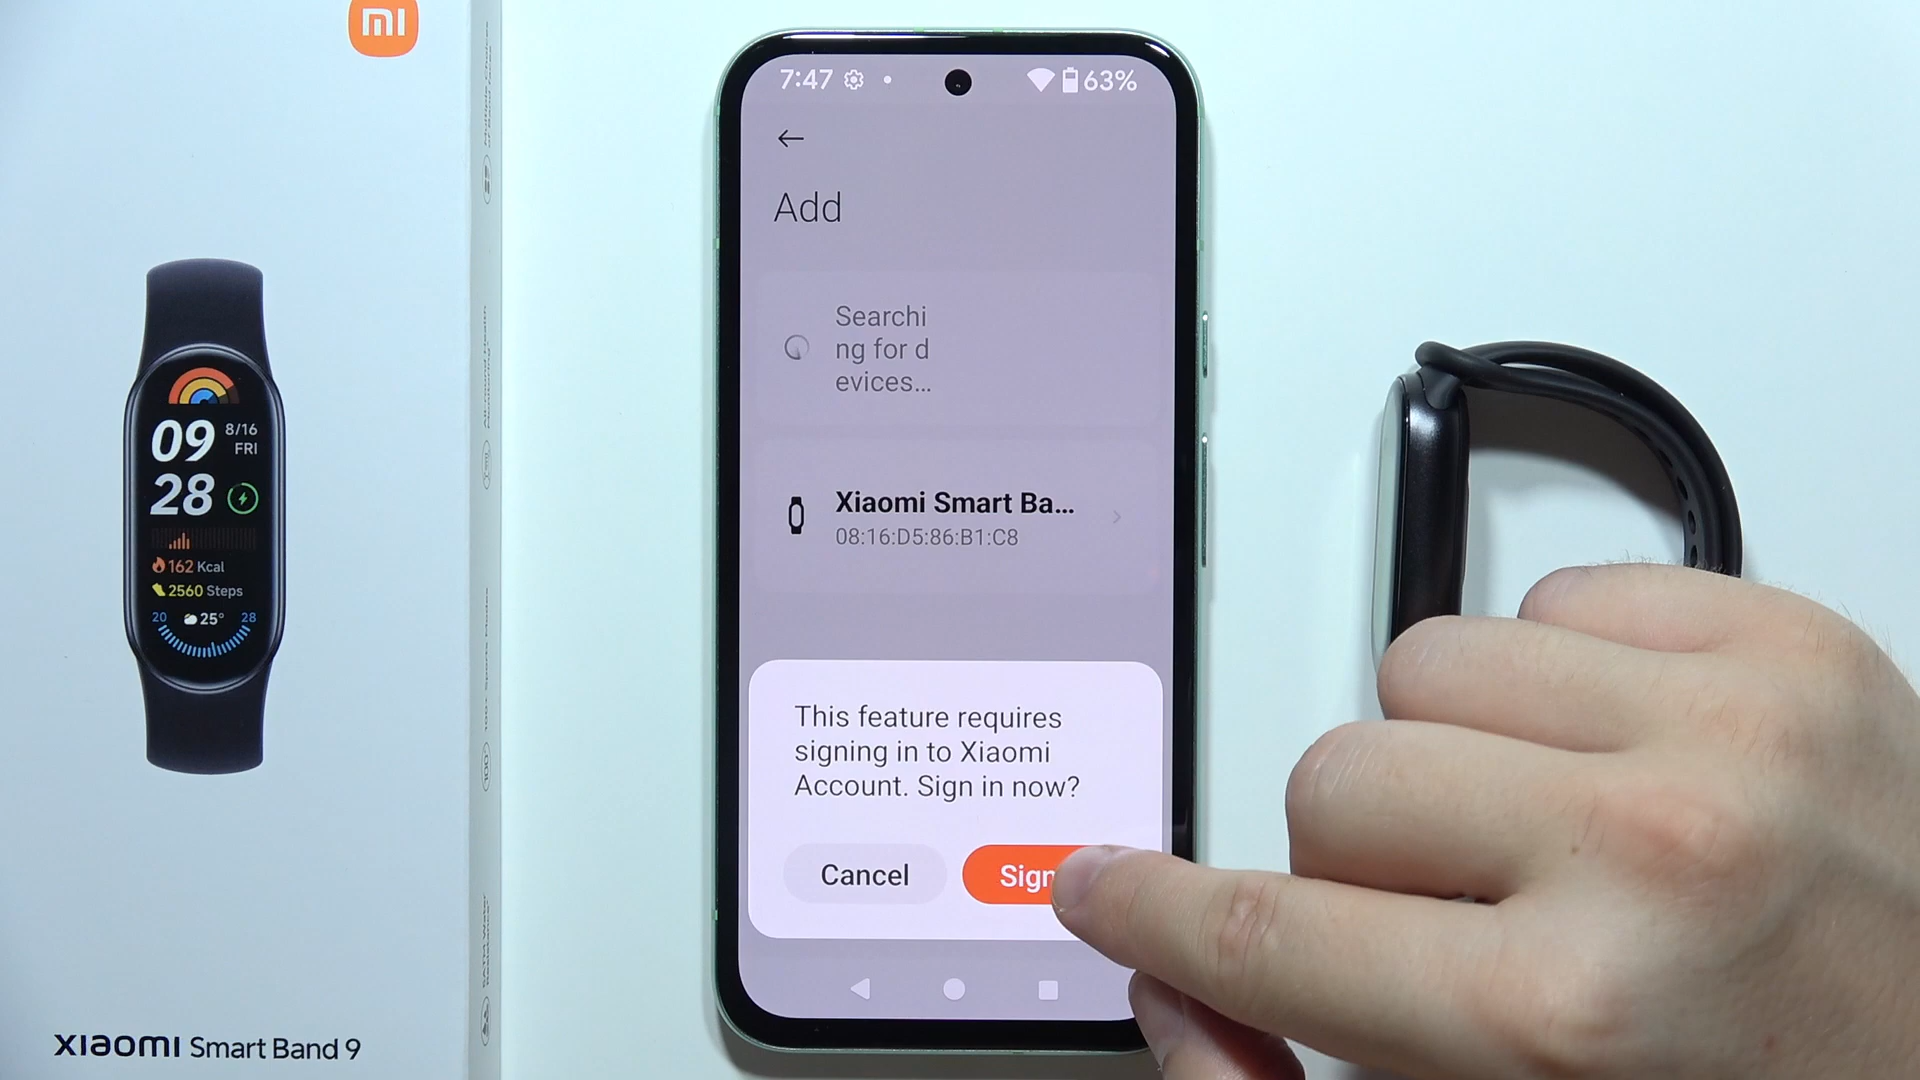 mi
09
8/16
FRI
28
162 Kcal
2560 Steps
20
25°
28
xiaomi Smart Band 9
7:47
63%
Add
Searchi
ng for d
evices...
Xiaomi Smart Ba...
08:16:D5:86:B1:C8
This feature requires
signing in to Xiaomi
Account. Sign in now?
Cancel
Sign